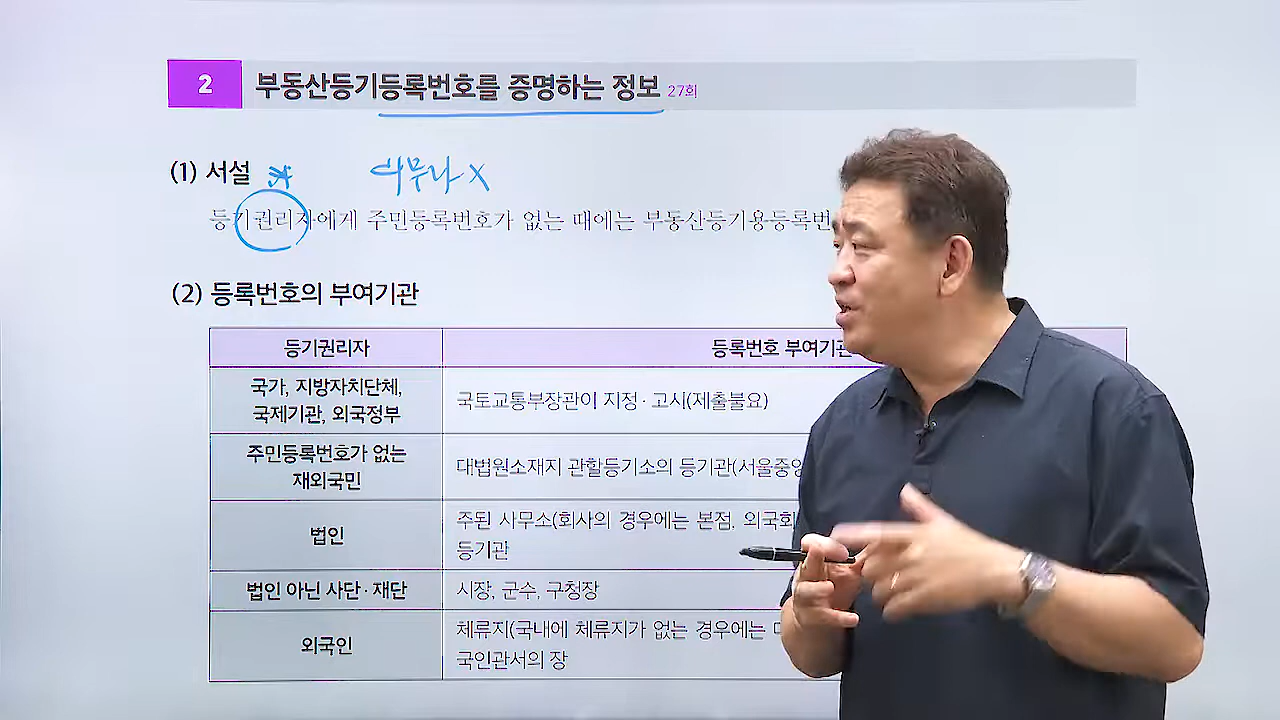 2 부동산등기등록번호를 증명하는 정보 27회
(1) 서설
등기권리자에게 주민등록번호가 없는 때에는 부동산등기용등록번
(2) 등록번호의 부여기관
등기권리자 등록번호 부여기관
국가, 지방자치단체,
국제기관, 외국정부
국토교통부장관이 지정·고시(제출불요)
주민등록번호가 없는
재외국민
대법원소재지 관할등기소의 등기관(서울중앙
법인
주된 사무소(회사의 경우에는 본점, 외국회
등기관
법인 아닌 사단·재단
시장, 군수, 구청장
외국인
체류지(국내에 체류지가 없는 경우에는
국인관서의 장